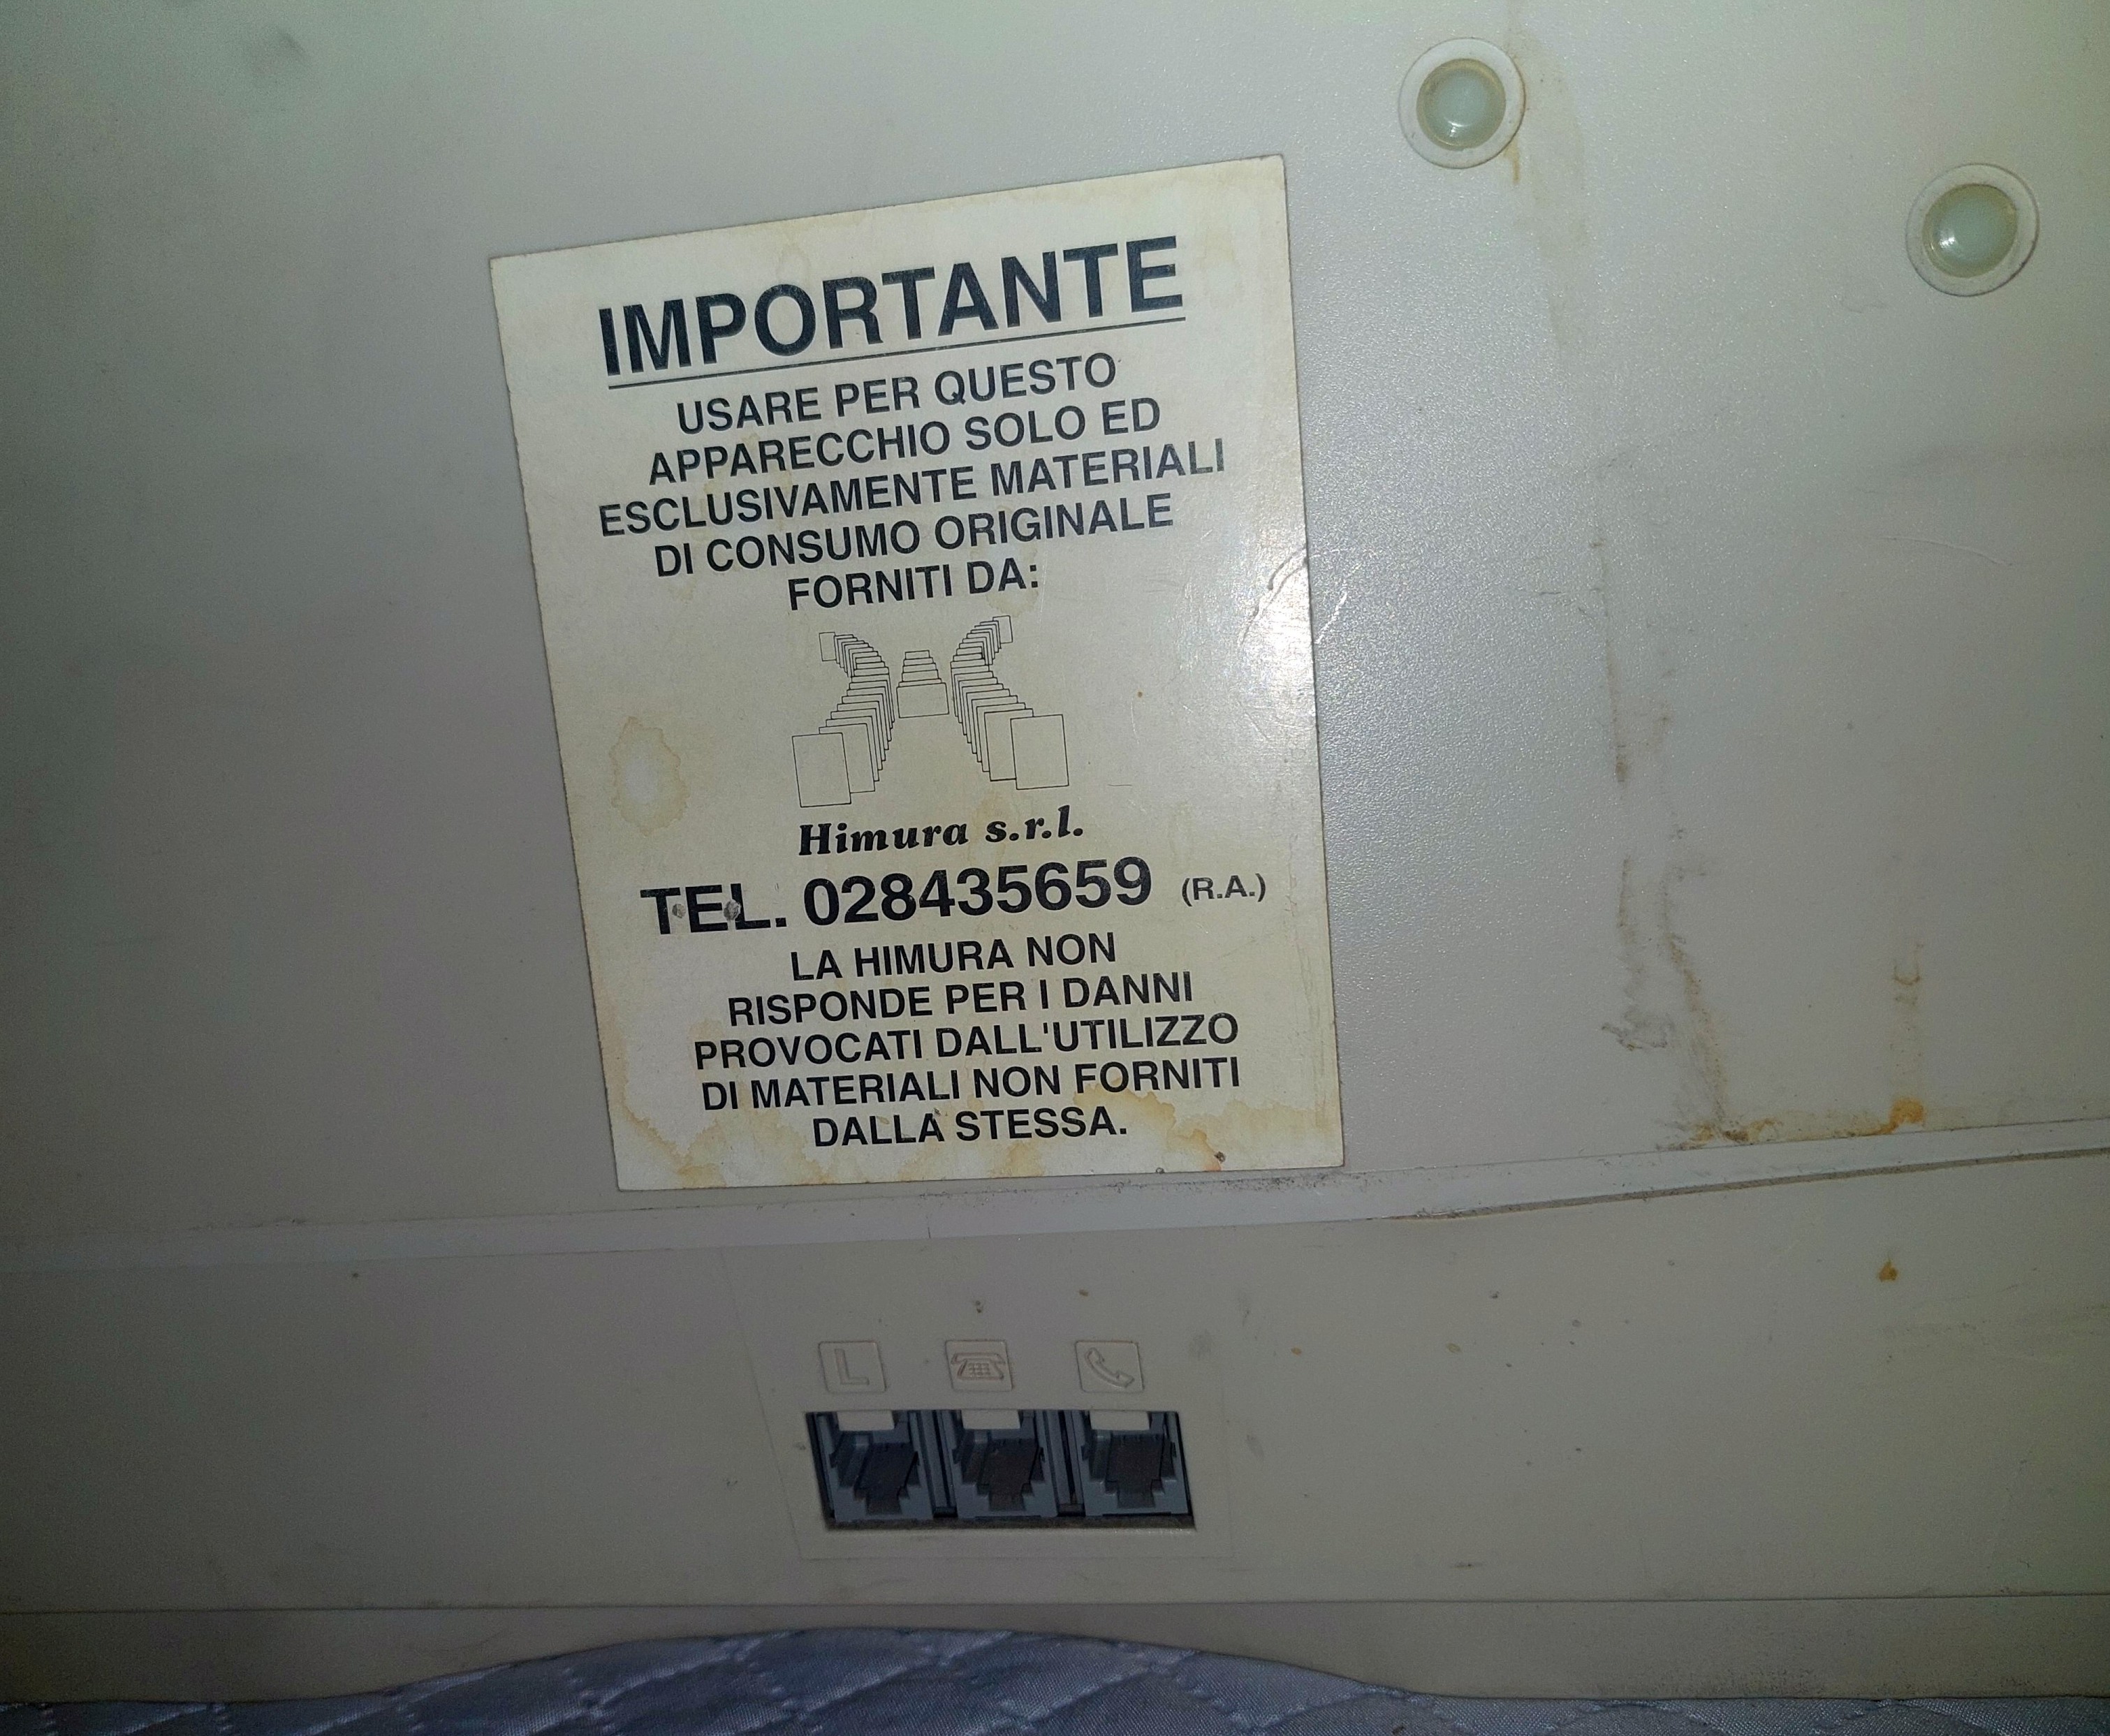 IMPORTANTE
USARE PER QUESTO
APPARECCHIO SOLO ED
ESCLUSIVAMENTE MATERIALI
DI CONSUMO ORIGINALE
FORNITI DA:
Himura s.r.l.
TEL. 028435659 (R.A.)
LA HIMURA NON
RISPONDE PER I DANNI
PROVOCATI DALL'UTILIZZO
DI MATERIALI NON FORNITI
DALLA STESSA.
L